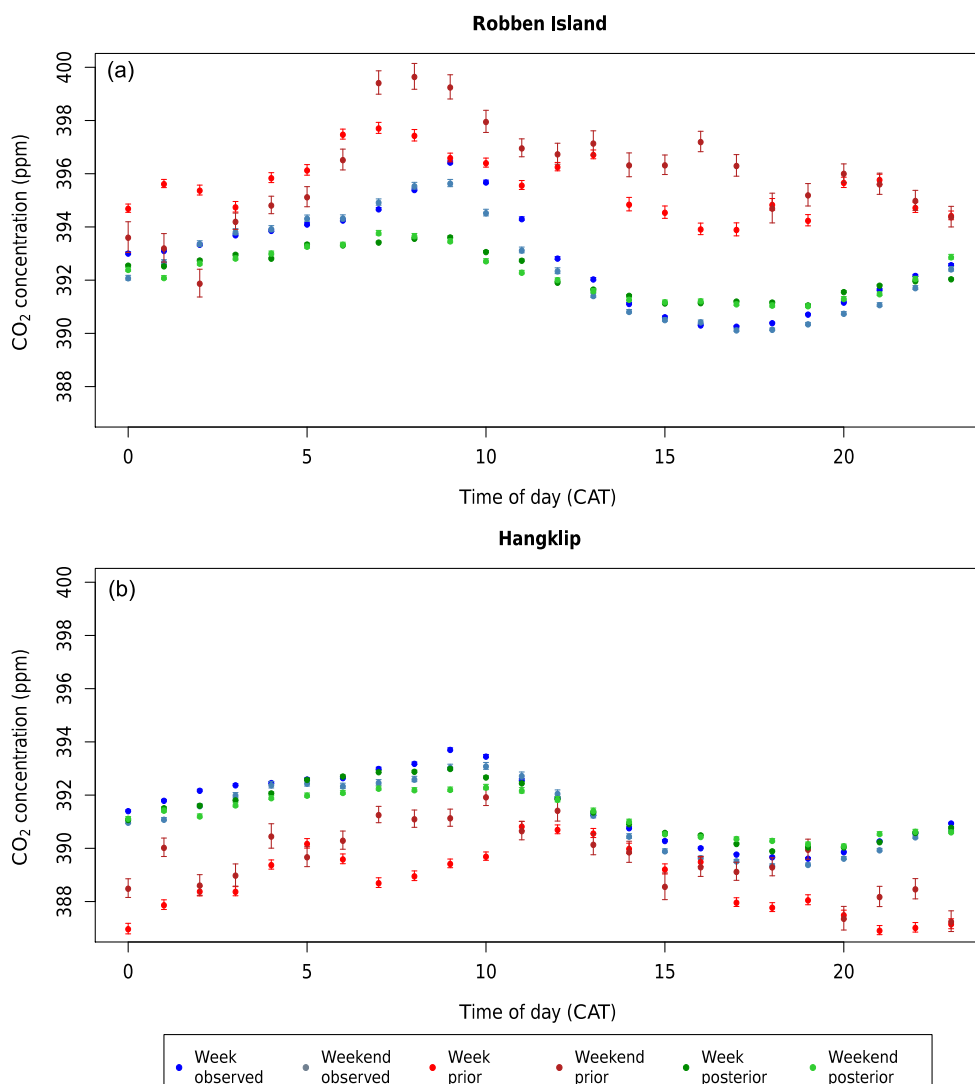 Robben Island
(a)
400
398
396
394
392
390
388
CO2 concentration (ppm)
0 5 10 15 20
Time of day (CAT)
Hangklip
(b)
400
398
396
394
392
390
388
CO2 concentration (ppm)
0 5 10 15 20
Time of day (CAT)
Week observed
Weekend observed
Week prior
Weekend prior
Week posterior
Weekend posterior